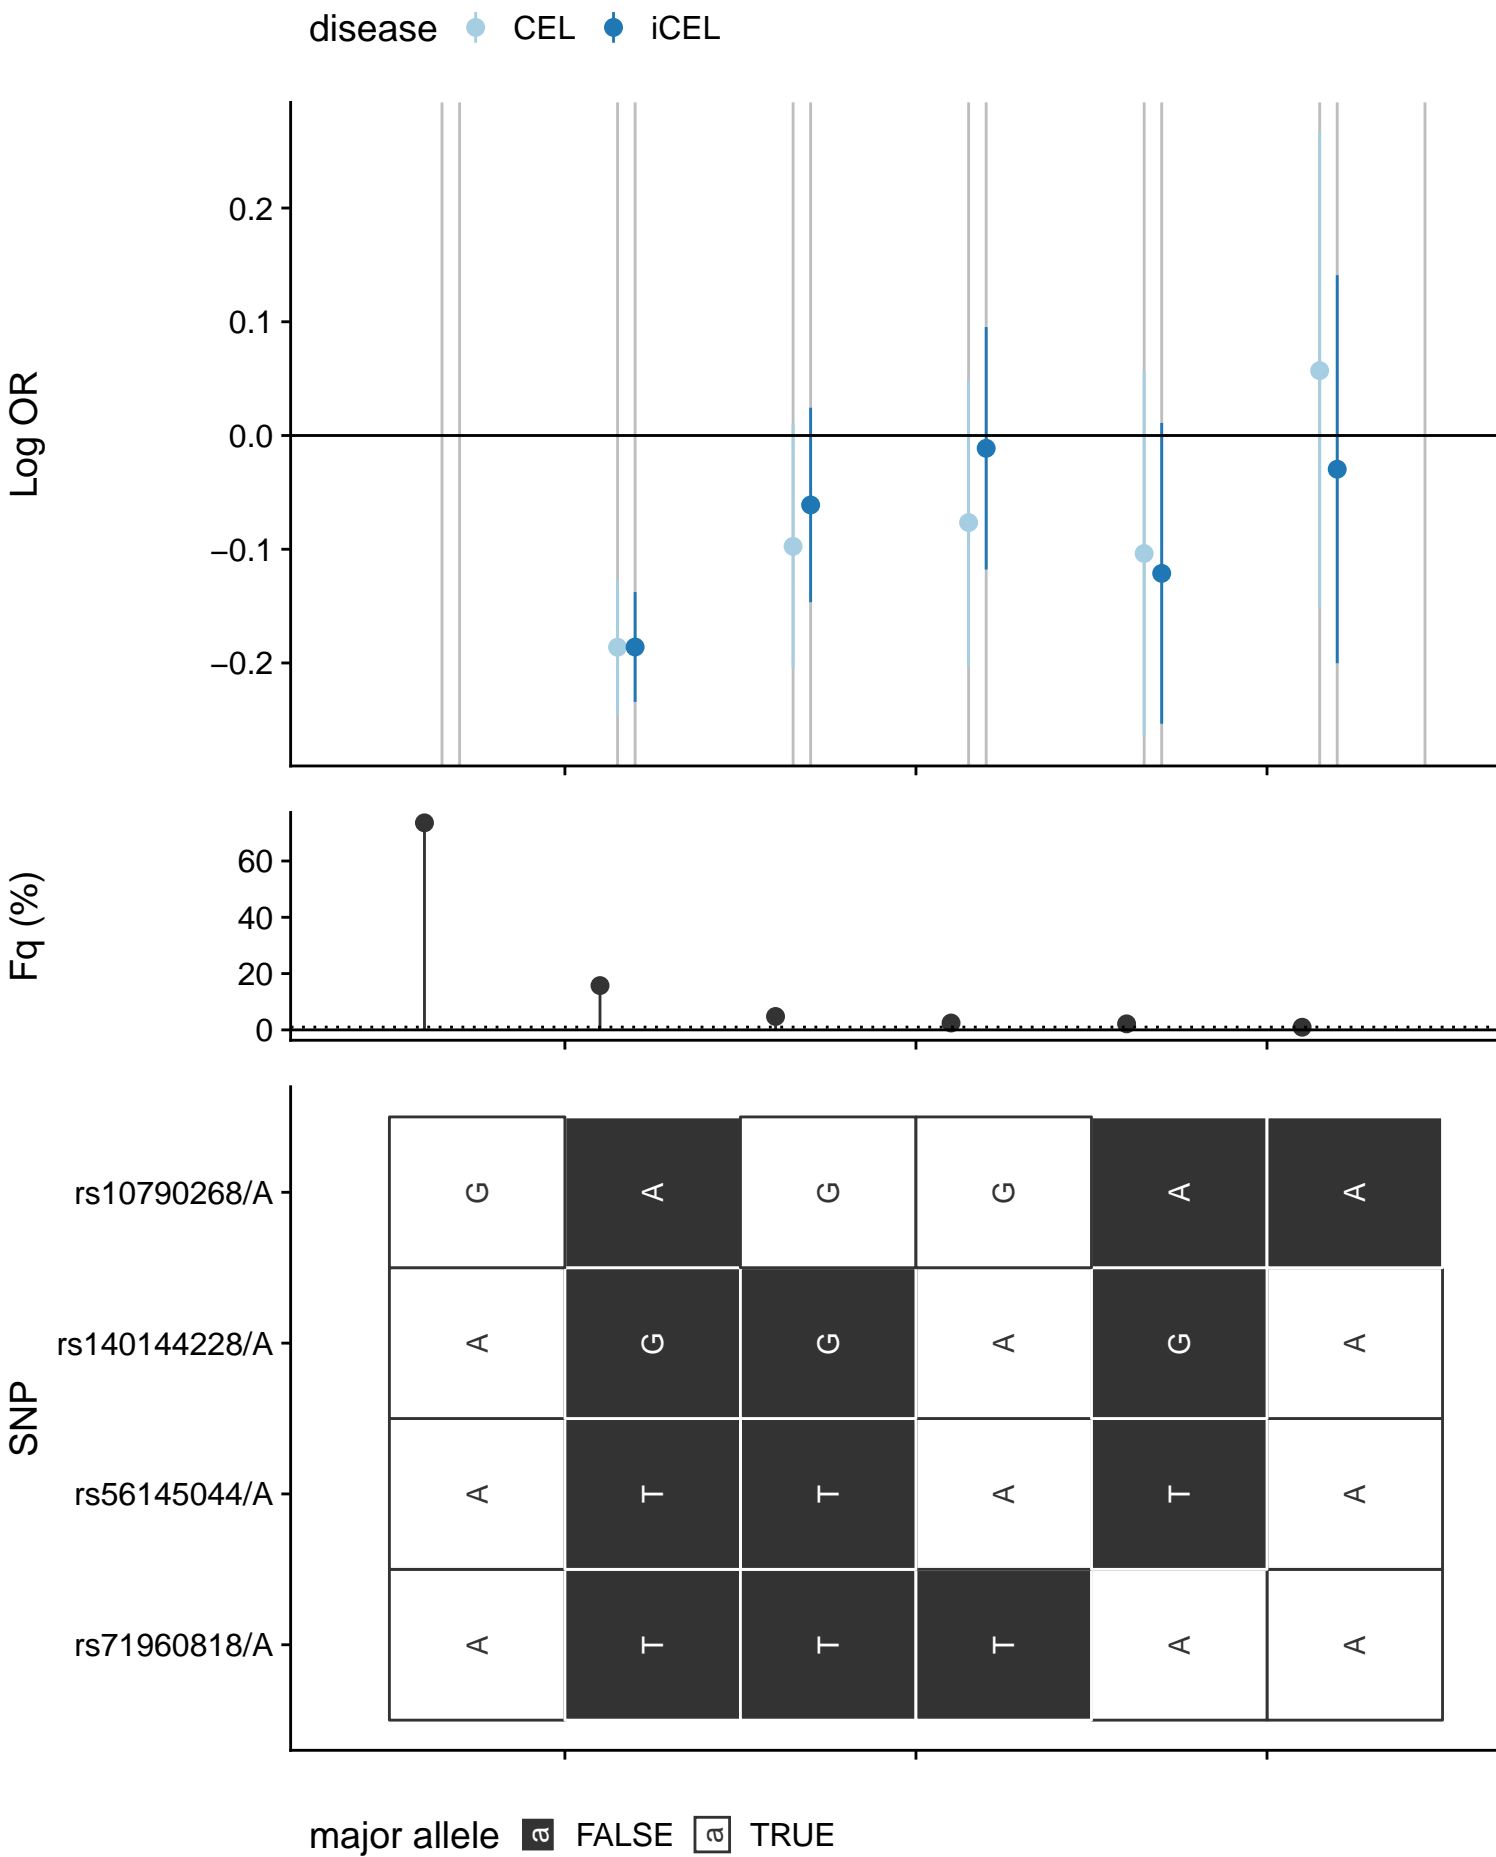 disease CEL iCEL
Log OR
0.2
0.1
0.0
−0.1
−0.2
Fq (%)
60
40
20
0
SNP
rs10790268/A G A G G A A
rs140144228/A A G G A G A
rs56145044/A A T T A T A
rs71960818/A A T T T A A
major allele a FALSE a TRUE